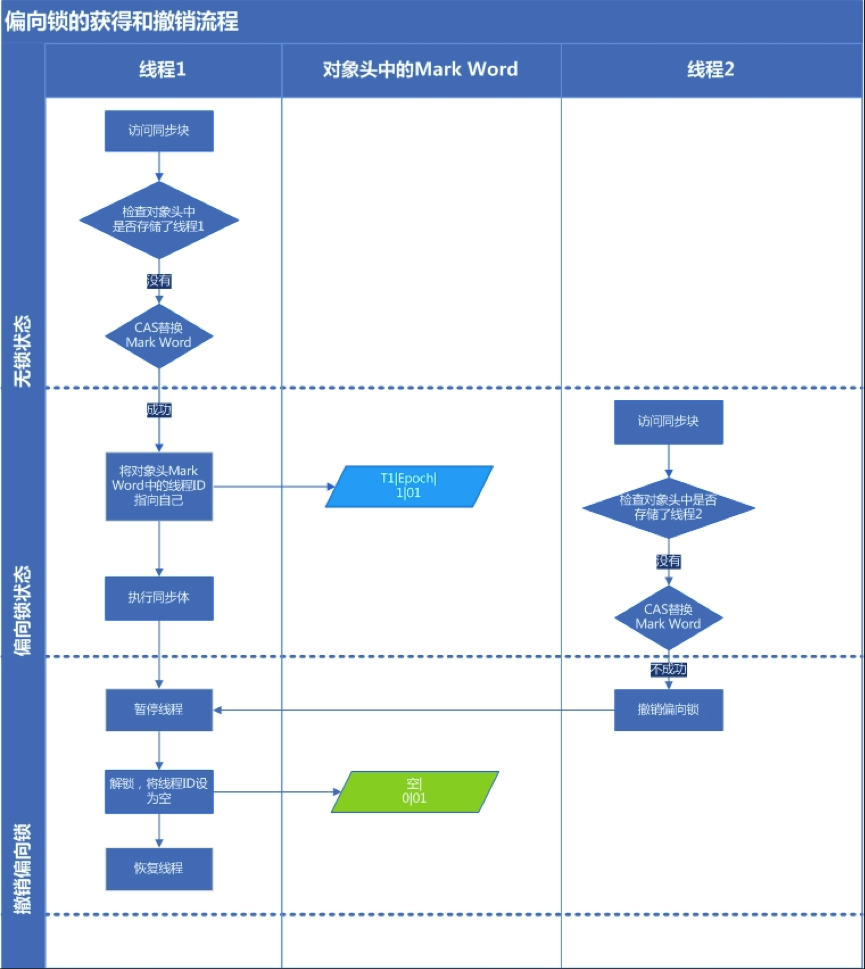 偏向锁的获得和撤销流程
线程1
对象头中的Mark Word
线程2
无锁状态
访问同步块
检查对象头中
是否存储了线程1
没有
CAS替换
Mark Word
偏向锁状态
成功
将对象头Mark
Word中的线程ID
指向自己
T1|Epoch|
1|01
执行同步体
访问同步块
检查对象头中是否
存储了线程2
没有
CAS替换
Mark Word
不成功
撤销偏向锁
撤销偏向锁
暂停线程
解锁，将线程ID设
为空
空|
0|01
恢复线程